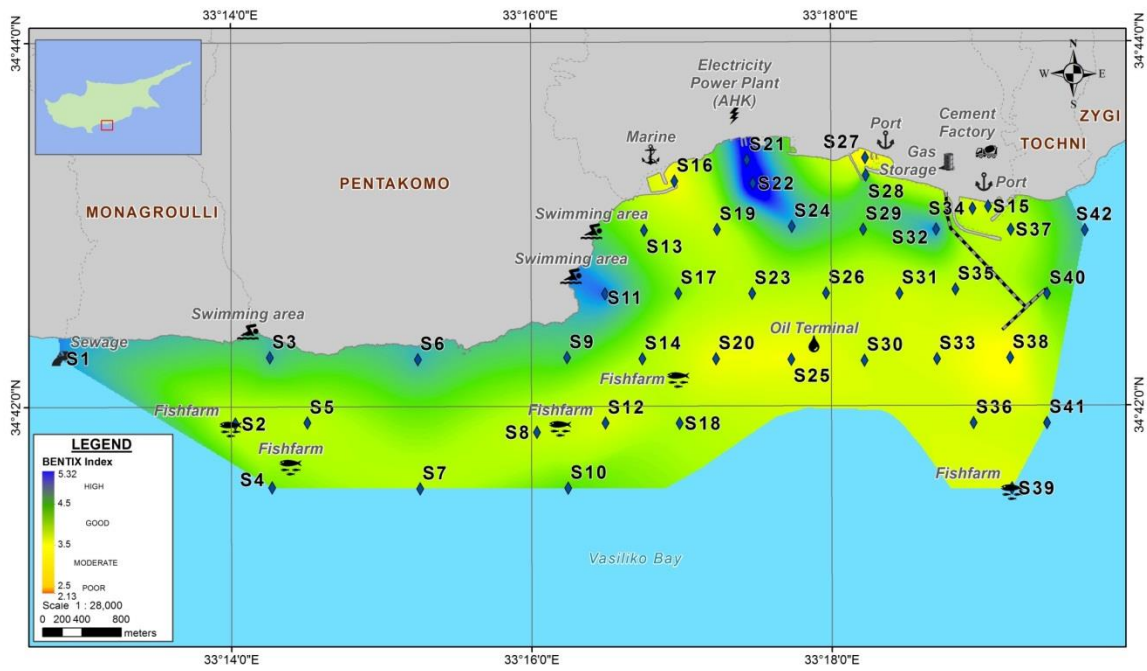 33°14'0"E
33°16'0"E
33°18'0"E
34°44'0"N
34°44'0"N
N
W
E
S
Electricity
Power Plant
(AHK)
ZYGI
Cement
Factory
S27
Port
TOCHNI
Marine
S21
Gas
Storage
PENTAKOMO
S16
S22
S28
Port
MONAGROULLI
S34
S15
Swimming area
S19
S24
S29
S32
S37
S42
S13
Swimming area
S17
S23
S26
S31
S35
S40
S11
Swimming area
Oil Terminal
Sewage
S1
S3
S6
S9
S14
S20
S25
S30
S33
S38
Fishfarm
34°42'0"N
34°42'0"N
Fishfarm
S2
S5
Fishfarm
S8
S12
S18
S36
S41
Fishfarm
S4
S7
S10
Fishfarm
S39
LEGEND
BENTIX Index
5.32
HIGH
4.5
GOOD
3.5
MODERATE
2.5
POOR
2.13
Scale 1 : 28,000
0 200 400 800
meters
Vasiliko Bay
33°14'0"E
33°16'0"E
33°18'0"E